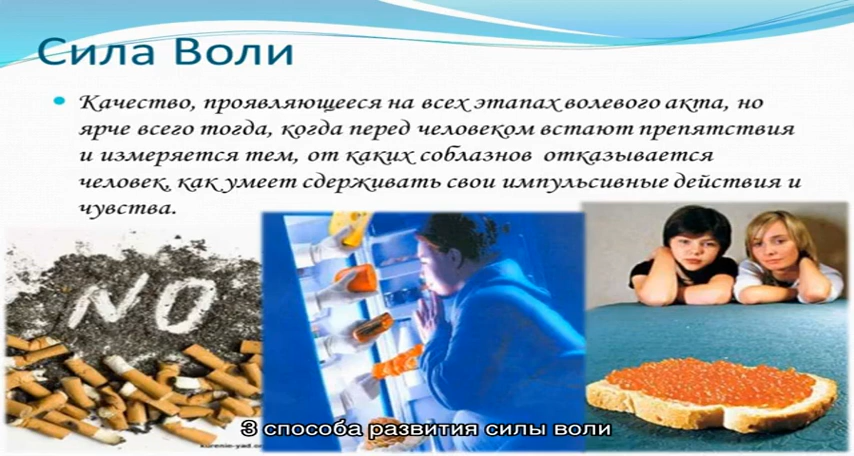 Сила Воли
Качество, проявляющееся на всех этапах волевого акта, но
ярче всего тогда, когда перед человеком встают препятствия
и измеряется тем, от каких соблазнов отказывается
человек, как умеет сдерживать свои импульсивные действия и
чувства.
NO
3 способа развития силы воли